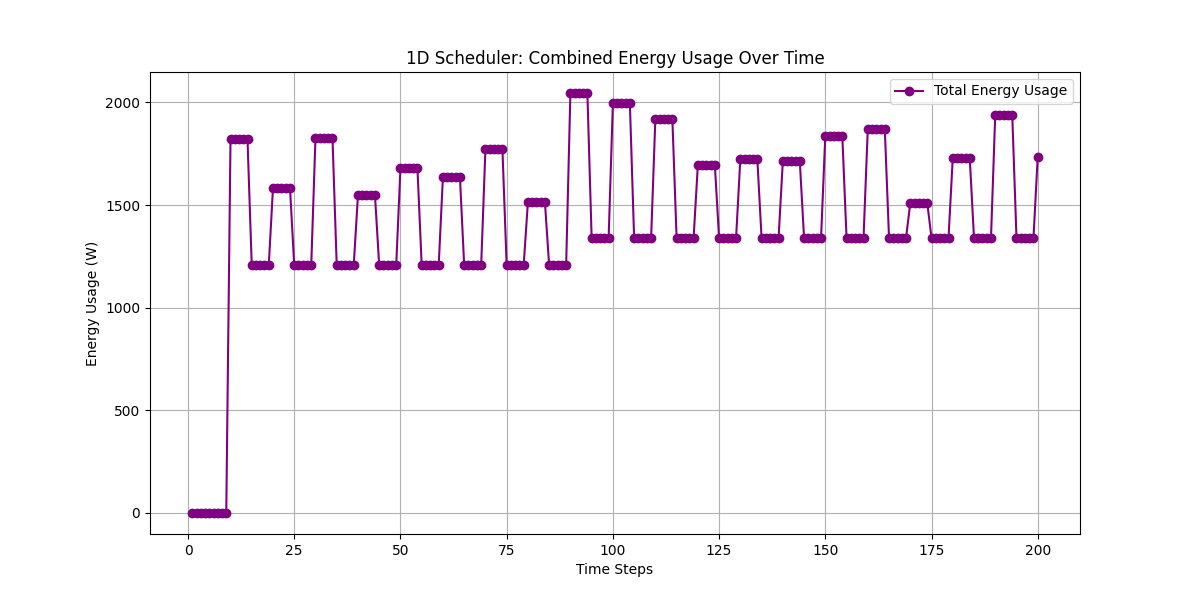 1D Scheduler: Combined Energy Usage Over Time
Total Energy Usage
Energy Usage (W)
2000
1500
1000
500
0
0 25 50 75 100 125 150 175 200
Time Steps